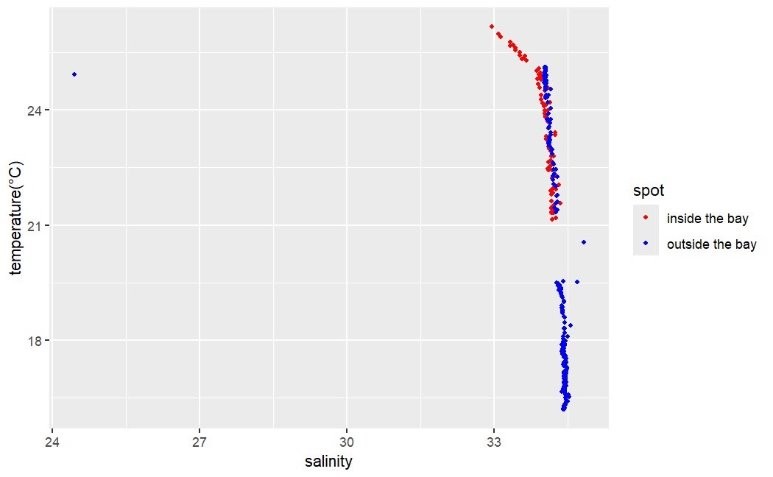 24
21
18
temperature(°C)
24
27
30
33
salinity
spot
inside the bay
outside the bay